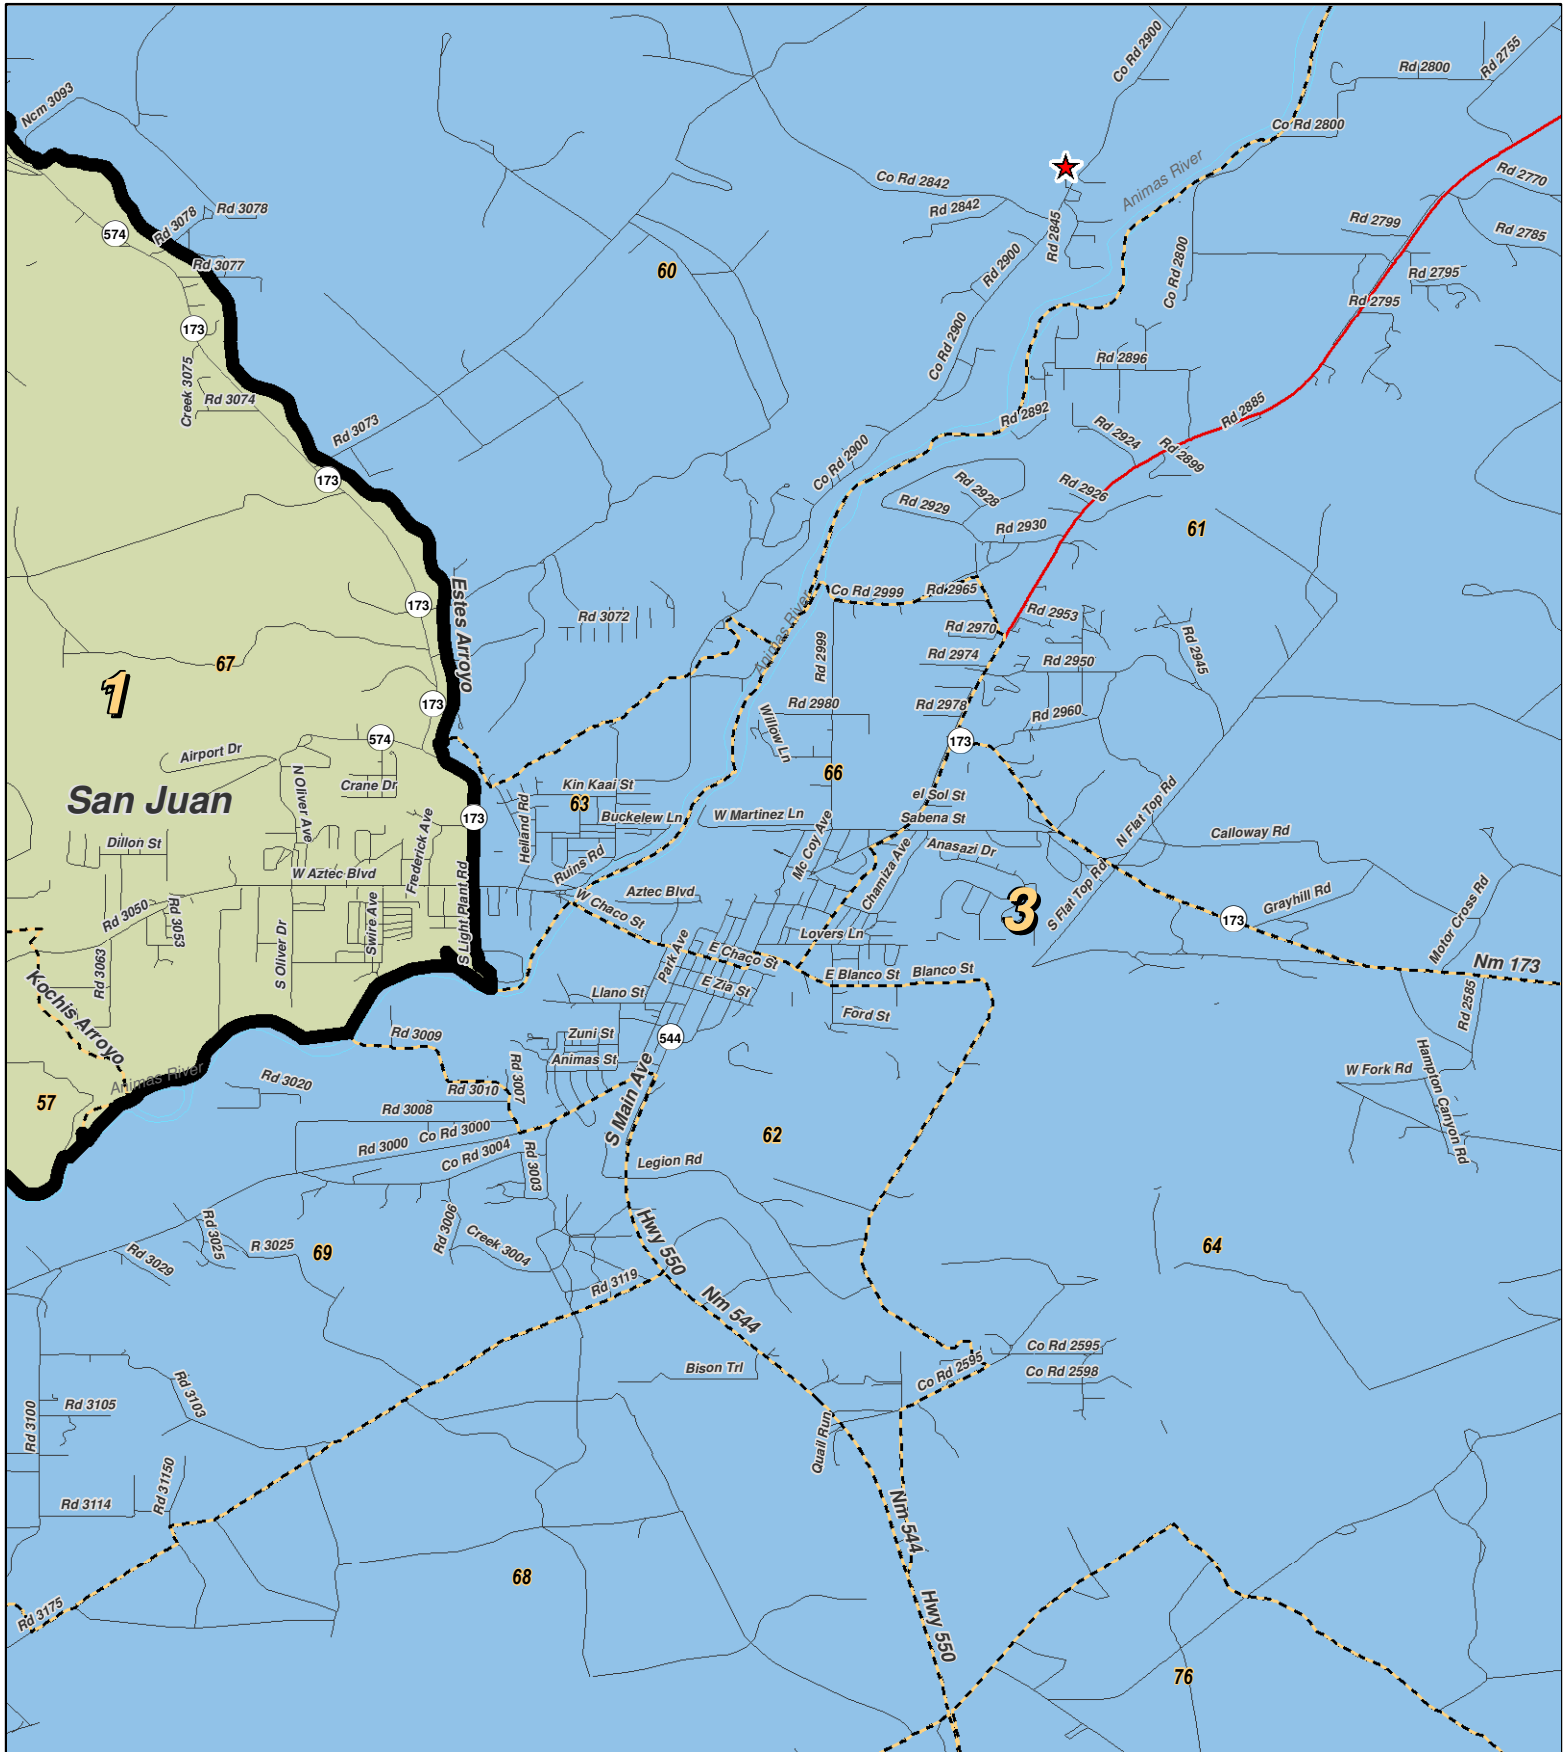 Co Rd 2900
Rd 2755
Rd 2800
Ncm 3093
Co Rd 2800
Animas River
Rd 2770
Co Rd 2842
Rd 2842
Rd 3078
Rd 3078
574
Rd 2845
Rd 2799
Rd 2785
Rd 3077
60
Rd 2900
Co Rd 2800
Rd 2795
Rd 2795
173
Co Rd 2900
Rd 2896
Creek 3075
Rd 3074
Rd 2892
Rd 2885
Rd 3073
Rd 2924
Rd 2899
173
Co Rd 2900
Rd 2928
Rd 2926
Rd 2929
Rd 2930
61
Estes Arroyo
173
Rd 3072
Co Rd 2999
Rd 2965
Animas River
Rd 2953
Rd 2970
Rd 2999
Rd 2974
Rd 2950
Rd 2945
67
1
173
Rd 2980
Rd 2978
Rd 2960
Willow Ln
574
173
Airport Dr
66
N Oliver Ave
Crane Dr
Kin Kaai St
63
el Sol St
N Flat Top Rd
San Juan
173
Buckelew Ln
W Martinez Ln
Sabena St
Calloway Rd
Heiland Rd
Frederick Ave
Mc Coy Ave
Anasazi Dr
Dillon St
W Aztec Blvd
Ruins Rd
Aztec Blvd
Chamiza Ave
S Flat Top Rd
3
Grayhill Rd
Motor Cross Rd
173
Rd 3050
Rd 3053
Swire Ave
S Light Plant Rd
W Chaco St
Lovers Ln
S Oliver Dr
Park Ave
E Chaco St
Nm 173
Rd 3063
Kochis Arroyo
E Blanco St
Blanco St
E Zia St
Llano St
Rd 2585
Ford St
Rd 3009
Zuni St
544
Animas St
Animas River
Rd 3020
Rd 3007
Rd 3010
S Main Ave
W Fork Rd
Hampton Canyon Rd
57
Rd 3008
Co Rd 3000
Rd 3000
62
Co Rd 3004
Rd 3003
Legion Rd
Rd 3006
Rd 3025
R 3025
69
Creek 3004
Hwy 550
64
Rd 3029
Rd 3119
Nm 544
Co Rd 2595
Co Rd 2595
Co Rd 2598
Bison Trl
Rd 3103
Rd 3105
Rd 3100
Quail Run
Rd 31150
Rd 3114
Nm 544
68
Rd 3175
Hwy 550
76